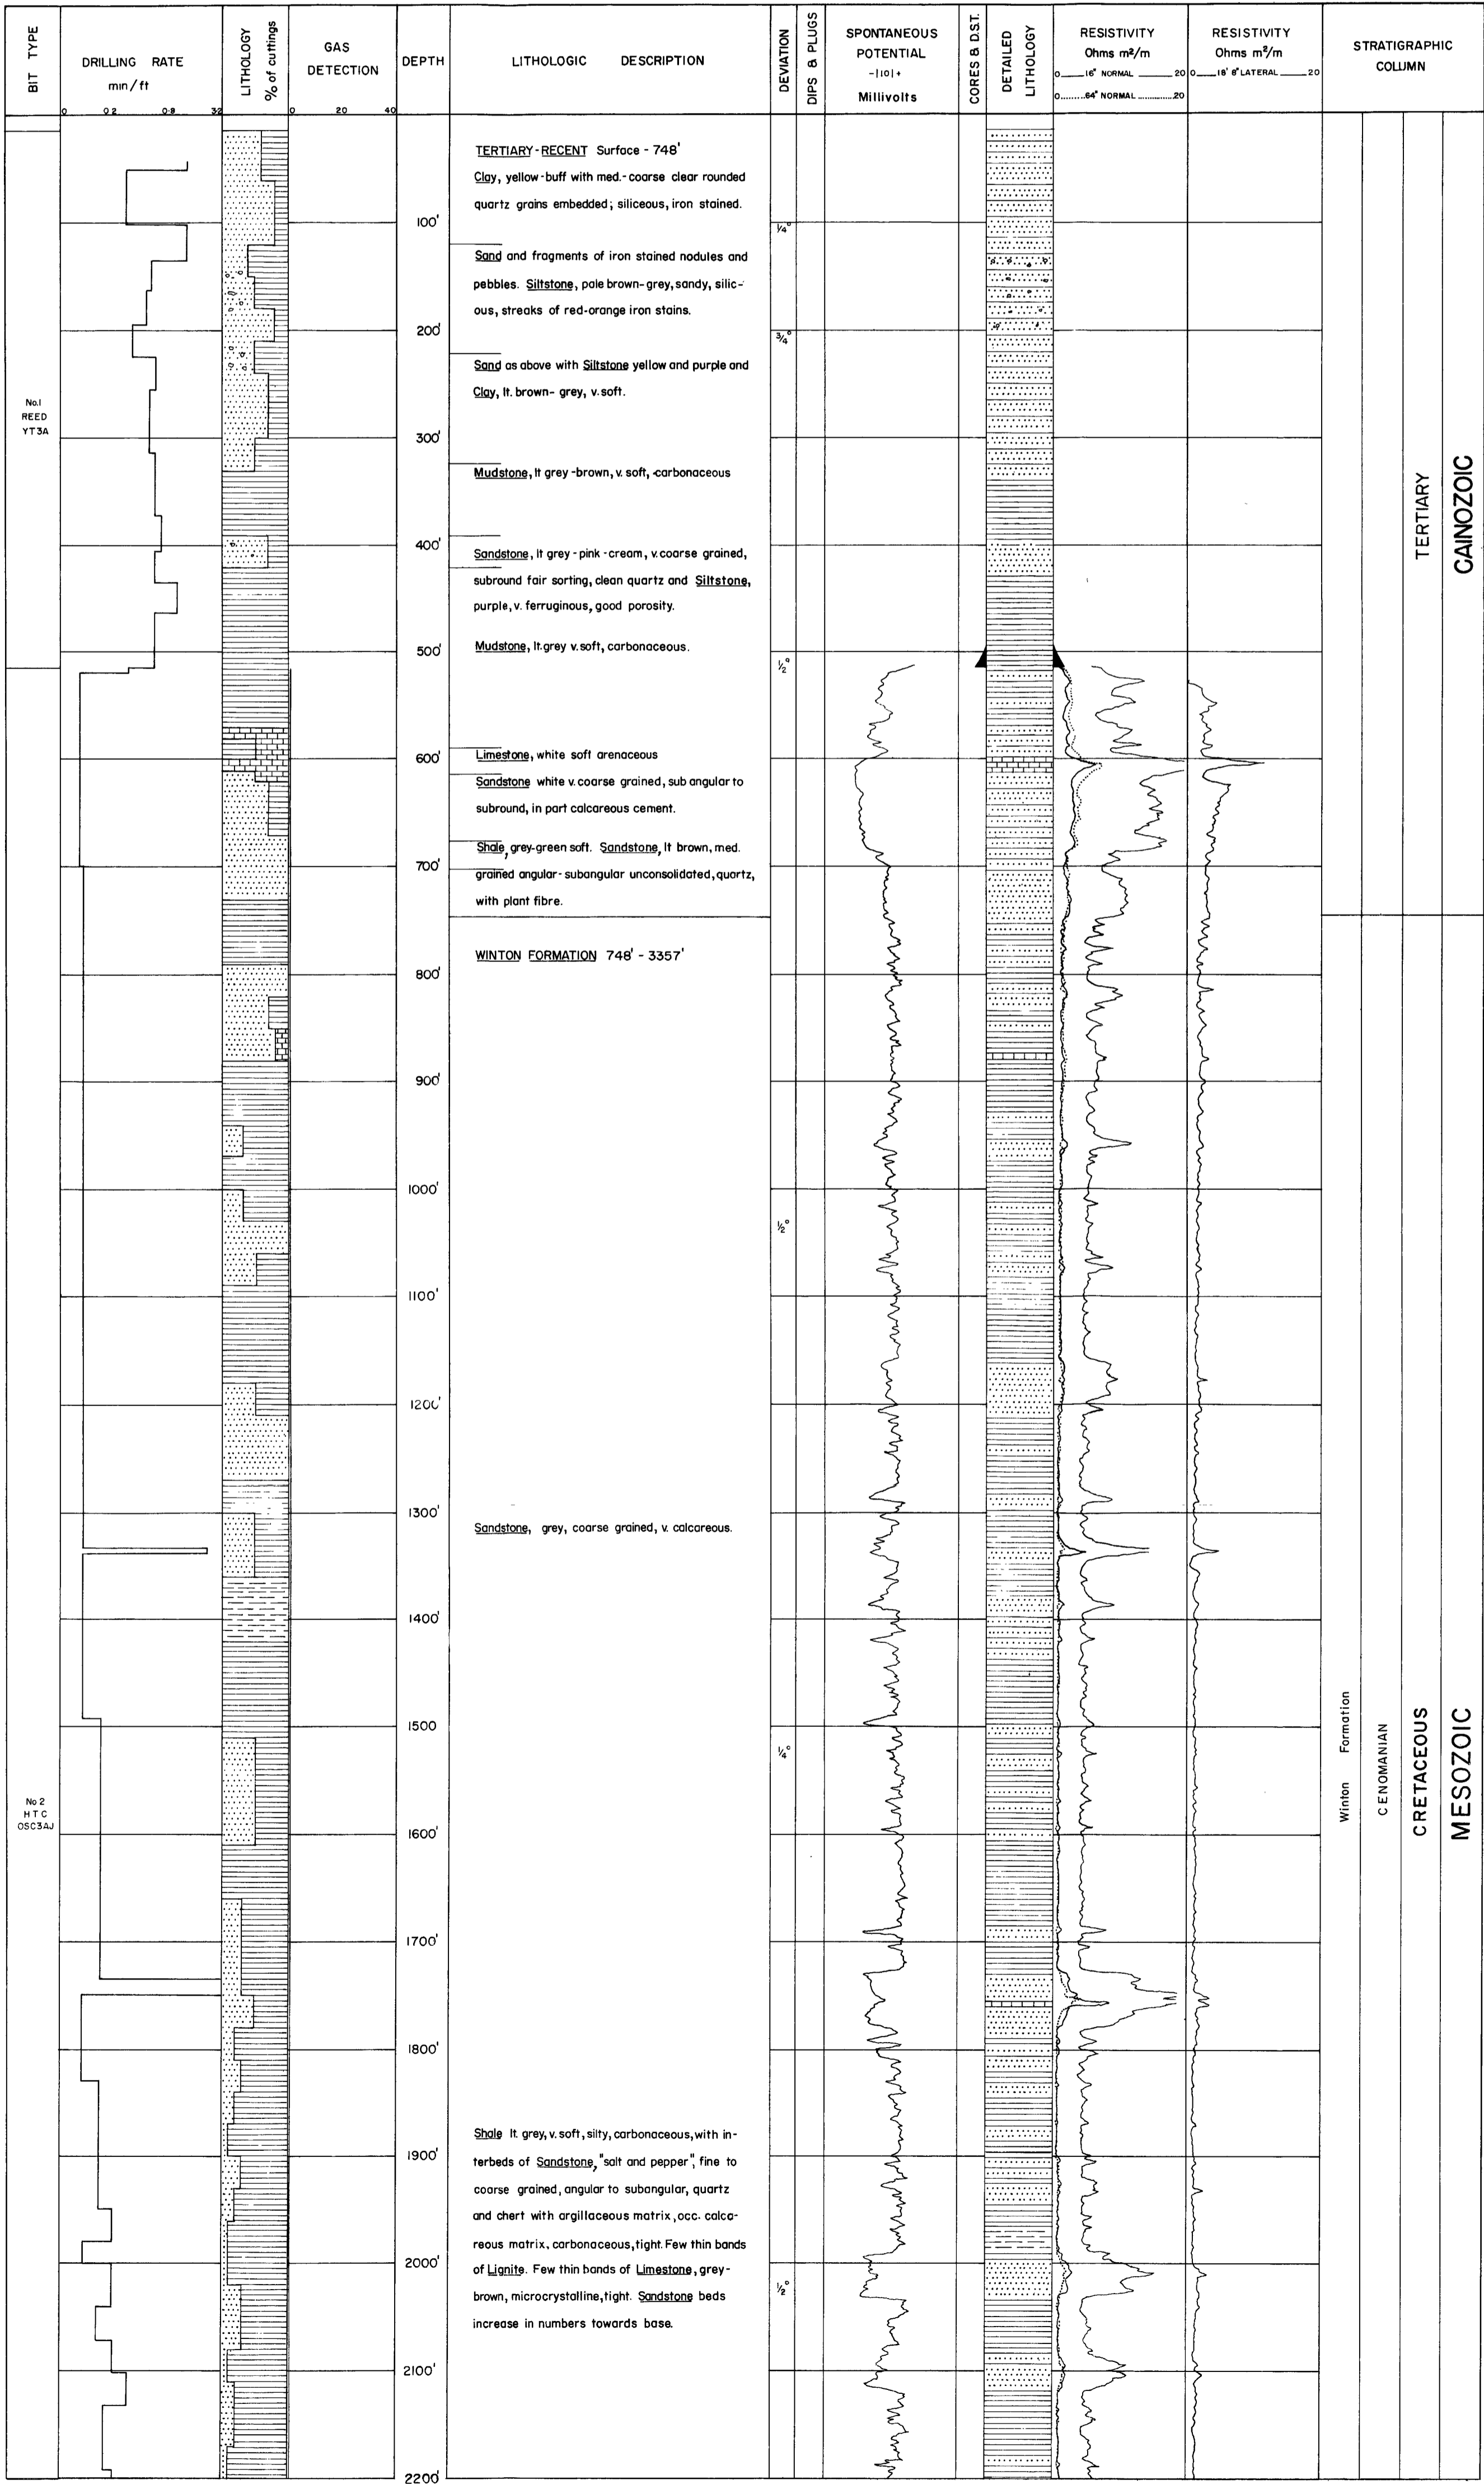 BIT TYPE
DRILLING RATE
min/ft
0 0·2 0·8 3·2
LITHOLOGY
% of cuttings
GAS
DETECTION
0 20 40
DEPTH
LITHOLOGIC DESCRIPTION
DEVIATION
DIPS & PLUGS
SPONTANEOUS
POTENTIAL
-|10|+
Millivolts
CORES & D.S.T.
DETAILED
LITHOLOGY
RESISTIVITY
Ohms m²/m
0 16" NORMAL 20
0 64" NORMAL 20
RESISTIVITY
Ohms m²/m
0 18' 8" LATERAL 20
STRATIGRAPHIC
COLUMN
TERTIARY-RECENT Surface - 748'
Clay, yellow-buff with med.-coarse clear rounded
quartz grains embedded; siliceous, iron stained.
100'
1/4°
Sand and fragments of iron stained nodules and
pebbles. Siltstone, pale brown-grey, sandy, silic-
ous, streaks of red-orange iron stains.
200'
3/4°
Sand as above with Siltstone yellow and purple and
Clay, lt. brown-grey, v. soft.
No.1
REED
YT3A
300'
Mudstone, lt grey-brown, v. soft, carbonaceous
TERTIARY
CAINOZOIC
400'
Sandstone, lt grey-pink-cream, v. coarse grained,
subround fair sorting, clean quartz and Siltstone,
purple, v. ferruginous, good porosity.
Mudstone, lt. grey v. soft, carbonaceous.
500'
1/2°
Limestone, white soft arenaceous
600'
Sandstone white v. coarse grained, sub angular to
subround, in part calcareous cement.
Shale, grey-green soft. Sandstone, lt brown, med.
700'
grained angular-subangular unconsolidated, quartz,
with plant fibre.
WINTON FORMATION 748' - 3357'
800'
900'
1000'
1/2°
1100'
1200'
1300'
Sandstone, grey, coarse grained, v. calcareous.
1400'
1500
1/4°
No 2
HTC
OSC3AJ
1600'
Winton Formation
CENOMANIAN
CRETACEOUS
MESOZOIC
1700'
1800'
Shale lt. grey, v. soft, silty, carbonaceous, with in-
1900'
terbeds of Sandstone, "salt and pepper", fine to
coarse grained, angular to subangular, quartz
and chert with argillaceous matrix, occ. calca-
reous matrix, carbonaceous, tight. Few thin bands
2000'
of Lignite. Few thin bands of Limestone, grey-
1/2°
brown, microcrystalline, tight. Sandstone beds
increase in numbers towards base.
2100'
2200'